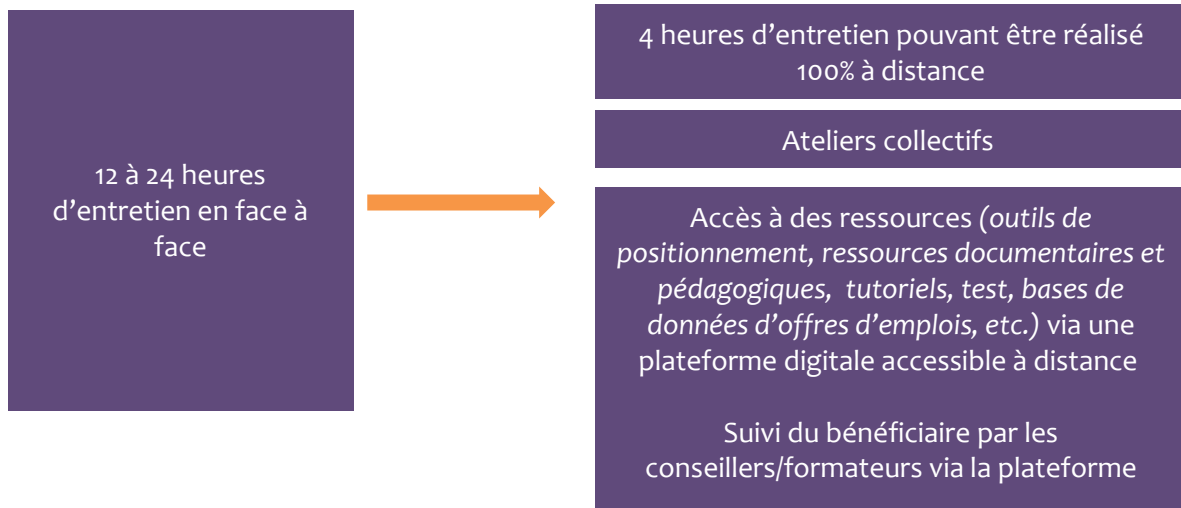 12 à 24 heures
d’entretien en face à
face
4 heures d’entretien pouvant être réalisé
100% à distance
Ateliers collectifs
Accès à des ressources (outils de
positionnement, ressources documentaires et
pédagogiques, tutoriels, test, bases de
données d’offres d’emplois, etc.) via une
plateforme digitale accessible à distance
Suivi du bénéficiaire par les
conseillers/formateurs via la plateforme